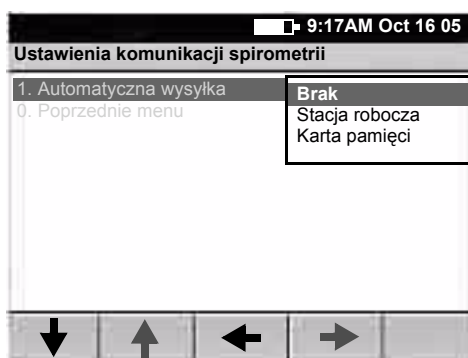 9:17AM Oct 16 05
Ustawienia komunikacji spirometrii
1. Automatyczna wysyłka
Brak
0. Poprzednie menu
Stacja robocza
Karta pamięci